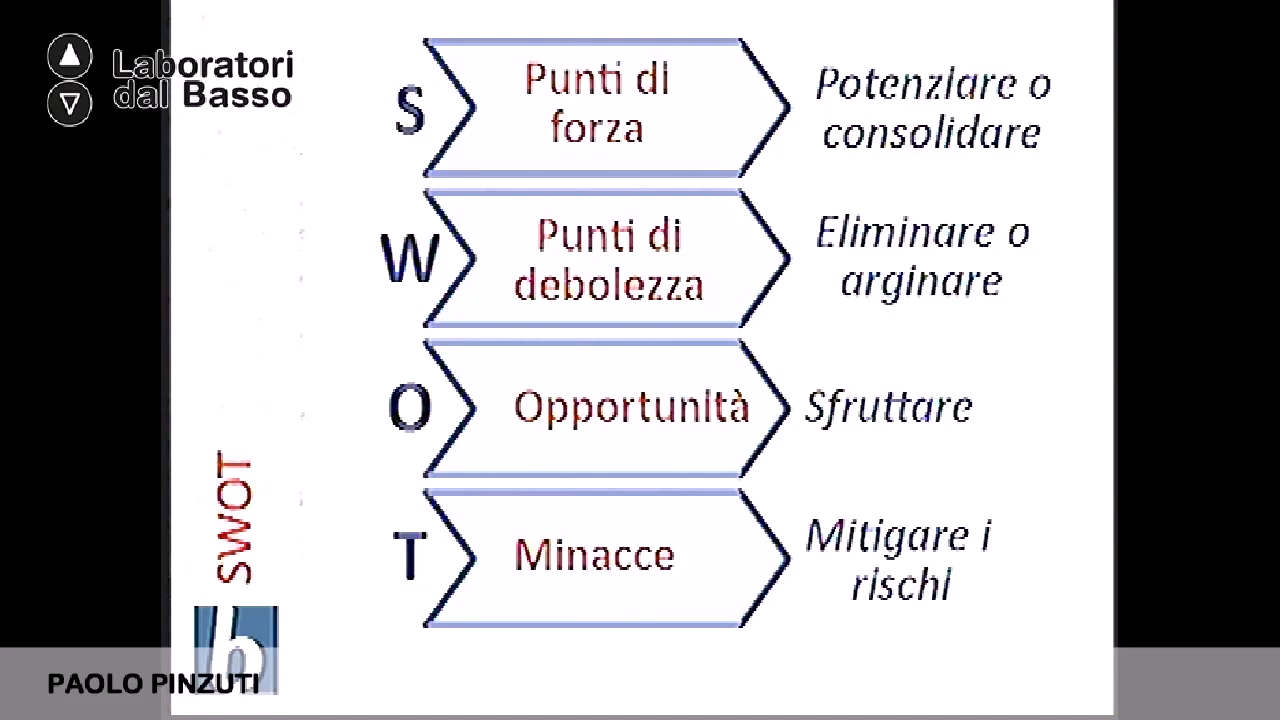 Laboratori
dal Basso
S
Punti di
forza
Potenziare o
consolidare
W
Punti di
debolezza
Eliminare o
arginare
O
Opportunità
Sfruttare
T
Minacce
Mitigare i
rischi
SWOT
b
PAOLO PINZUTI